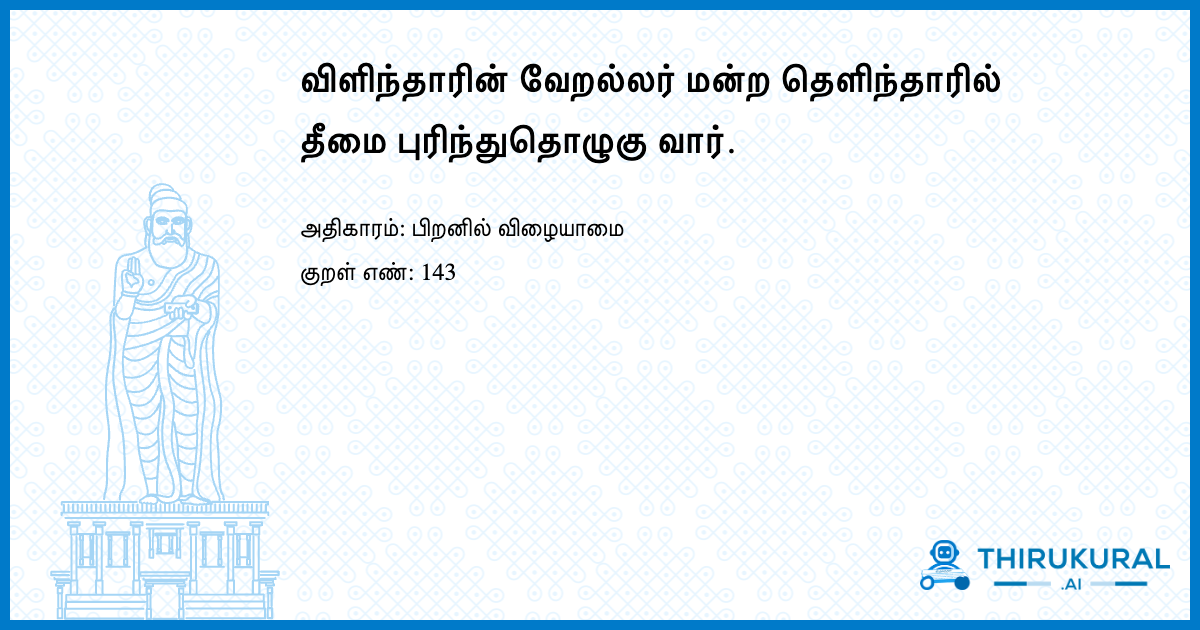 விளிந்தாரின் வேறல்லர் மன்ற தெளிந்தாரில்
தீமை புரிந்துதொழுகு வார்.
அதிகாரம்: பிறனில் விழையாமை
குறள் எண்: 143
THIRUKURAL
.AI